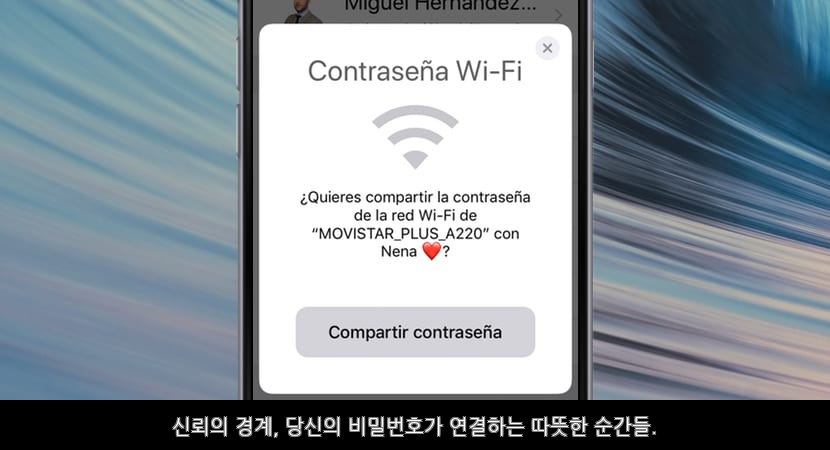 Miguel Hernández...
Contraseña Wi-Fi
¿Quieres compartir la contraseña
de la red Wi-Fi de
“MOVISTAR_PLUS_A220” con
Nena ❤️?
Compartir contraseña
신뢰의 경계, 당신의 비밀번호가 연결하는 따뜻한 순간들.